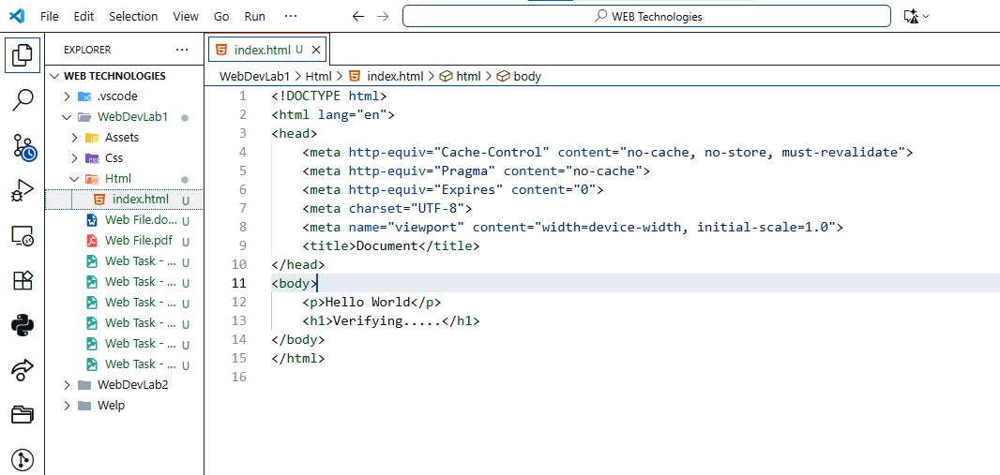 File Edit Selection View Go Run ···
WEB Technologies
EXPLORER ···
index.html U
WEB TECHNOLOGIES
.vscode
WebDevLab1
Assets
Css
Html
index.html U
Web File.do... U
Web File.pdf U
Web Task - ... U
Web Task - ... U
Web Task - ... U
Web Task - ... U
Web Task - ... U
Web Task - ... U
WebDevLab2
Welp
WebDevLab1 > Html > index.html > html > body
1 <!DOCTYPE html>
2 <html lang="en">
3 <head>
4 <meta http-equiv="Cache-Control" content="no-cache, no-store, must-revalidate">
5 <meta http-equiv="Pragma" content="no-cache">
6 <meta http-equiv="Expires" content="0">
7 <meta charset="UTF-8">
8 <meta name="viewport" content="width=device-width, initial-scale=1.0">
9 <title>Document</title>
10 </head>
11 <body>
12 <p>Hello World</p>
13 <h1>Verifying.....</h1>
14 </body>
15 </html>
16